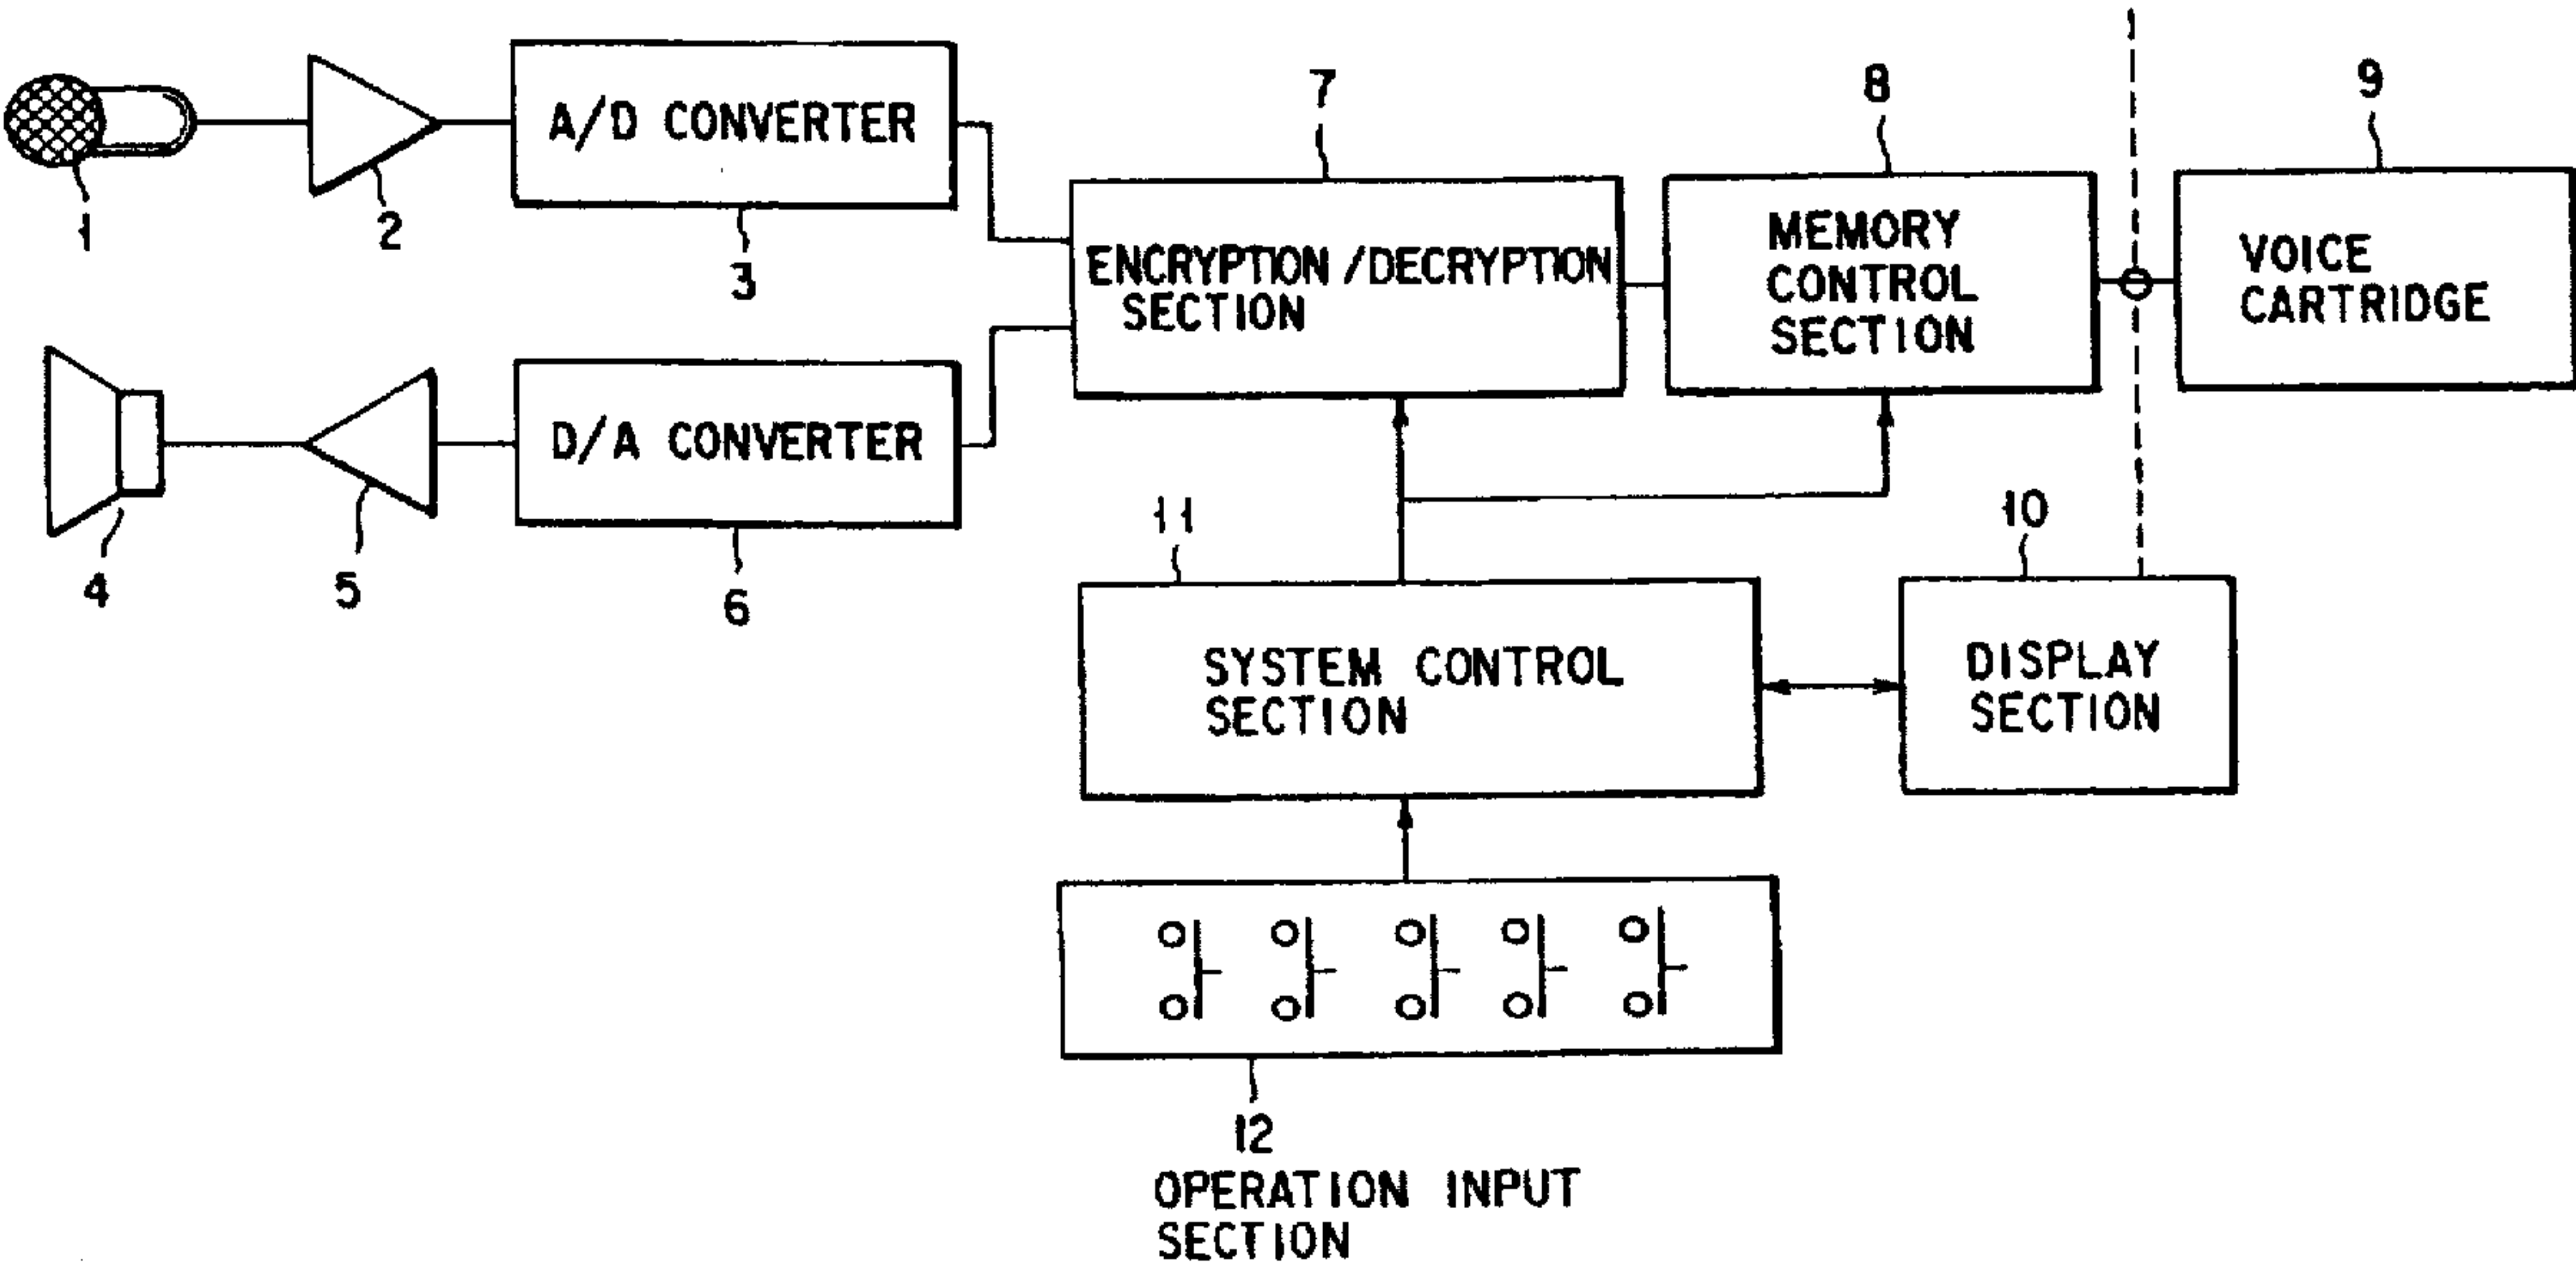 7
8
9
A/D CONVERTER
1
2
3
ENCRYPTION/DECRYPTION
SECTION
MEMORY
CONTROL
SECTION
VOICE
CARTRIDGE
D/A CONVERTER
4
5
6
11
10
SYSTEM CONTROL
SECTION
DISPLAY
SECTION
12
OPERATION INPUT
SECTION